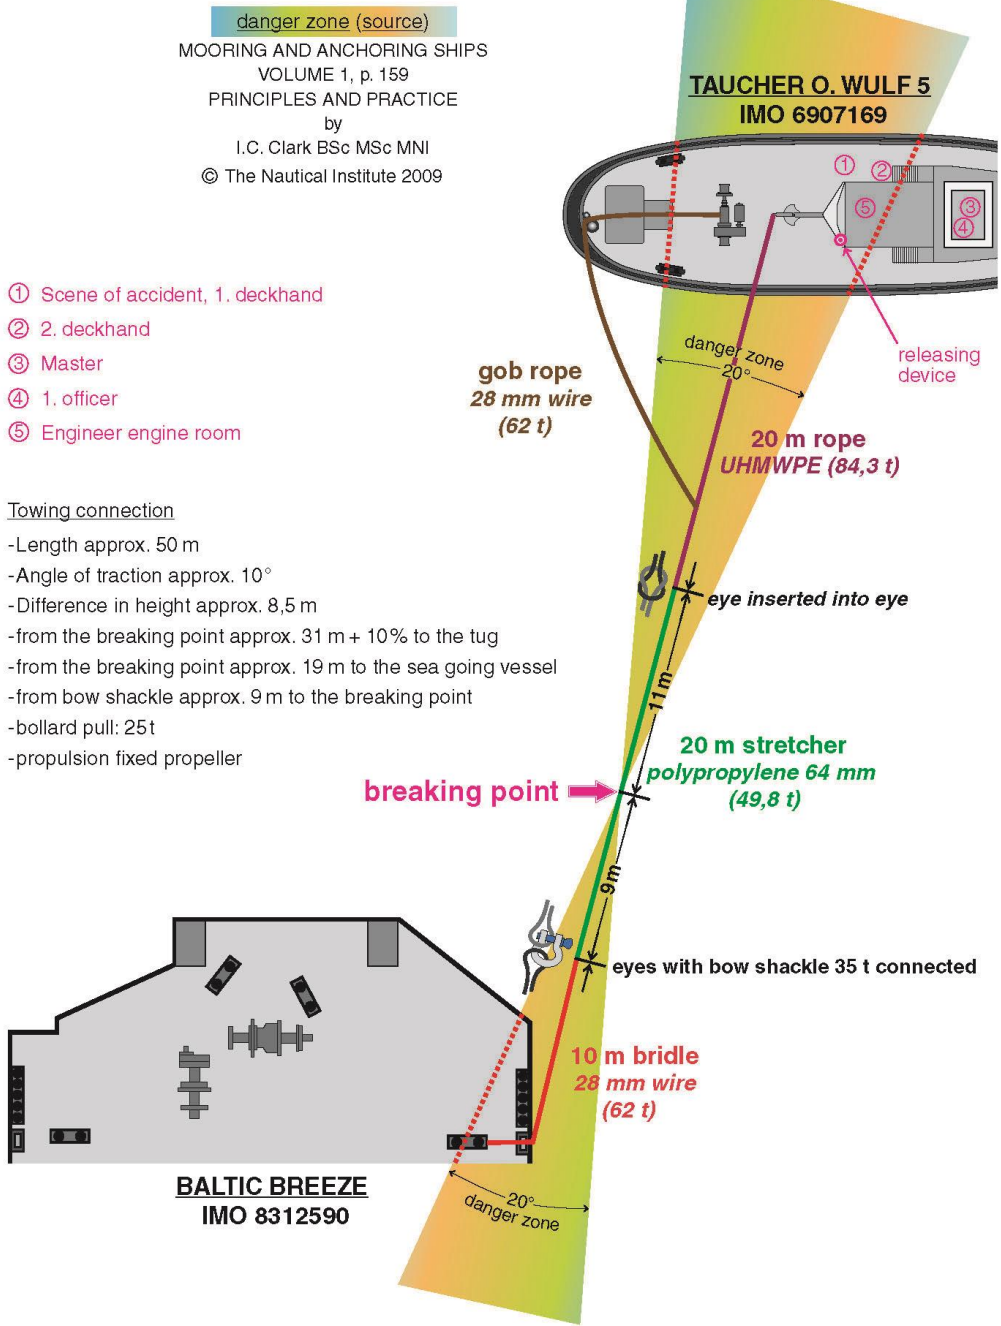 danger zone (source)
MOORING AND ANCHORING SHIPS
VOLUME 1, p. 159
PRINCIPLES AND PRACTICE
by
I.C. Clark BSc MSc MNI
© The Nautical Institute 2009
TAUCHER O. WULF 5
IMO 6907169
1
2
5
3
4
① Scene of accident, 1. deckhand
② 2. deckhand
③ Master
④ 1. officer
⑤ Engineer engine room
releasing
device
danger zone
20°
gob rope
28 mm wire
(62 t)
20 m rope
UHMWPE (84,3 t)
Towing connection
-Length approx. 50 m
-Angle of traction approx. 10°
-Difference in height approx. 8,5 m
-from the breaking point approx. 31 m + 10% to the tug
-from the breaking point approx. 19 m to the sea going vessel
-from bow shackle approx. 9 m to the breaking point
-bollard pull: 25t
-propulsion fixed propeller
eye inserted into eye
11m
20 m stretcher
polypropylene 64 mm
(49,8 t)
breaking point
9m
eyes with bow shackle 35 t connected
10 m bridle
28 mm wire
(62 t)
BALTIC BREEZE
IMO 8312590
20°
danger zone